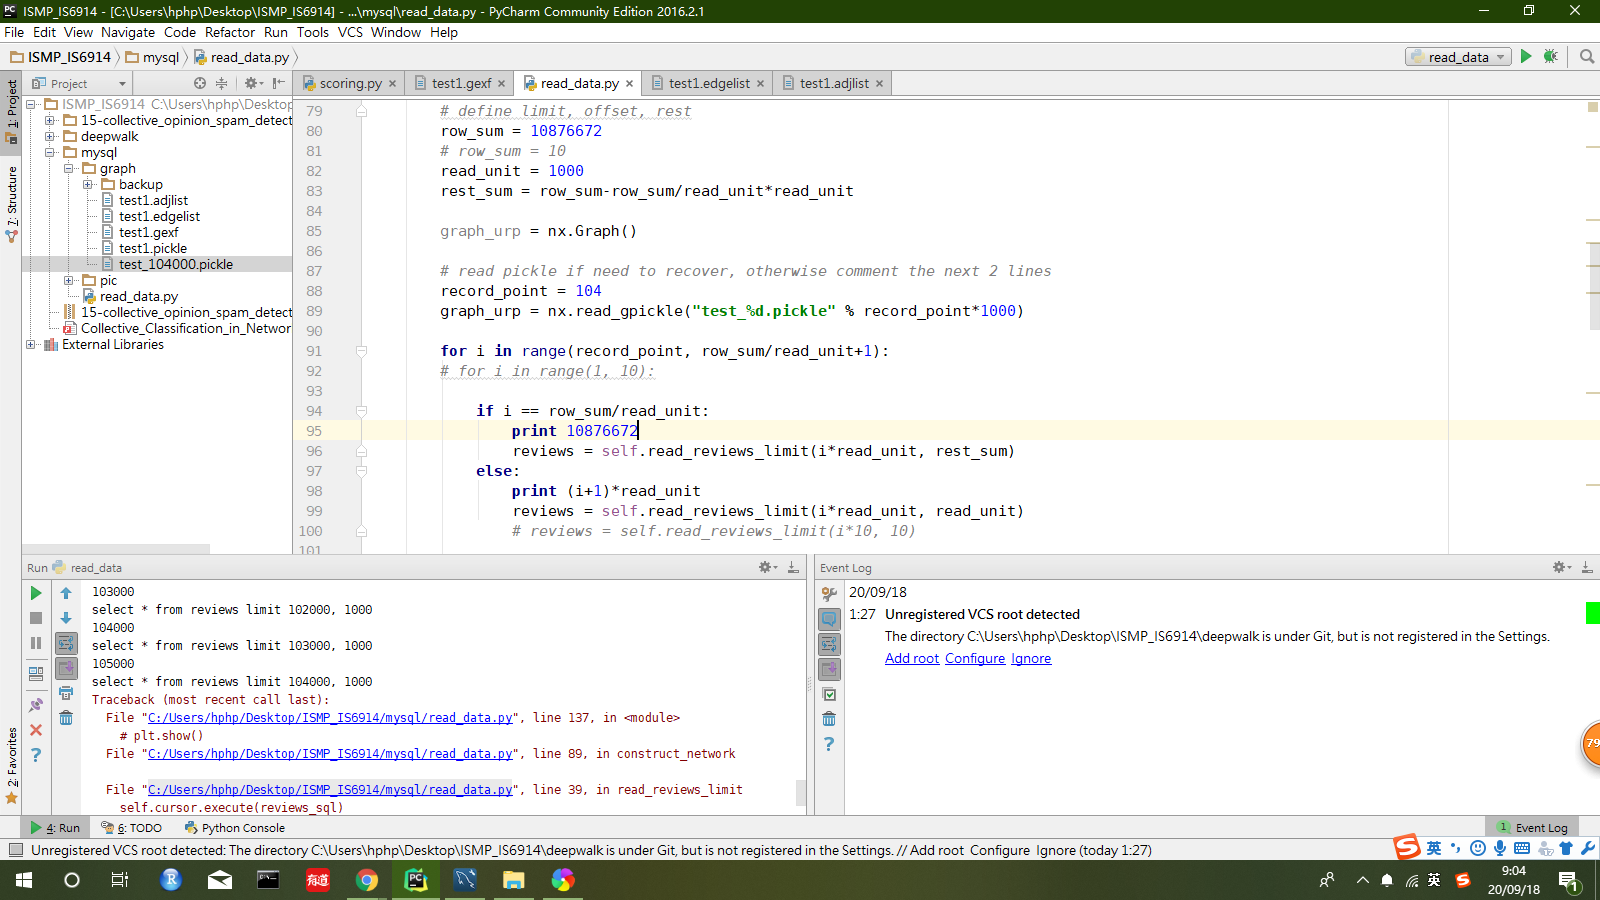 ISMP_IS6914 - [C:\Users\hphp\Desktop\ISMP_IS6914] - ...\mysql\read_data.py - PyCharm Community Edition 2016.2.1
File Edit View Navigate Code Refactor Run Tools VCS Window Help
ISMP_IS6914 mysql read_data.py
read_data
1: Project
7: Structure
2: Favorites
Project
ISMP_IS6914 C:\Users\hphp\Desktop
15-collective_opinion_spam_detect
deepwalk
mysql
graph
backup
test1.adjlist
test1.edgelist
test1.gexf
test1.pickle
test_104000.pickle
pic
read_data.py
15-collective_opinion_spam_detect
Collective_Classification_in_Networ
External Libraries
scoring.py test1.gexf read_data.py test1.edgelist test1.adjlist
79 # define limit, offset, rest
80 row_sum = 10876672
81 # row_sum = 10
82 read_unit = 1000
83 rest_sum = row_sum-row_sum/read_unit*read_unit
84
85 graph_urp = nx.Graph()
86
87 # read pickle if need to recover, otherwise comment the next 2 lines
88 record_point = 104
89 graph_urp = nx.read_gpickle("test_%d.pickle" % record_point*1000)
90
91 for i in range(record_point, row_sum/read_unit+1):
92 # for i in range(1, 10):
93
94 if i == row_sum/read_unit:
95 print 10876672
96 reviews = self.read_reviews_limit(i*read_unit, rest_sum)
97 else:
98 print (i+1)*read_unit
99 reviews = self.read_reviews_limit(i*read_unit, read_unit)
100 # reviews = self.read_reviews_limit(i*10, 10)
101
Run read_data
103000
select * from reviews limit 102000, 1000
104000
select * from reviews limit 103000, 1000
105000
select * from reviews limit 104000, 1000
Traceback (most recent call last):
File "C:/Users/hphp/Desktop/ISMP_IS6914/mysql/read_data.py", line 137, in <module>
# plt.show()
File "C:/Users/hphp/Desktop/ISMP_IS6914/mysql/read_data.py", line 89, in construct_network
File "C:/Users/hphp/Desktop/ISMP_IS6914/mysql/read_data.py", line 39, in read_reviews_limit
self.cursor.execute(reviews_sql)
Event Log
20/09/18
1:27 Unregistered VCS root detected
The directory C:\Users\hphp\Desktop\ISMP_IS6914\deepwalk is under Git, but is not registered in the Settings.
Add root Configure Ignore
79
4: Run 6: TODO Python Console
1 Event Log
Unregistered VCS root detected: The directory C:\Users\hphp\Desktop\ISMP_IS6914\deepwalk is under Git, but is not registered in the Settings. // Add root Configure Ignore (today 1:27)
英
有道
英
9:04
20/09/18
1